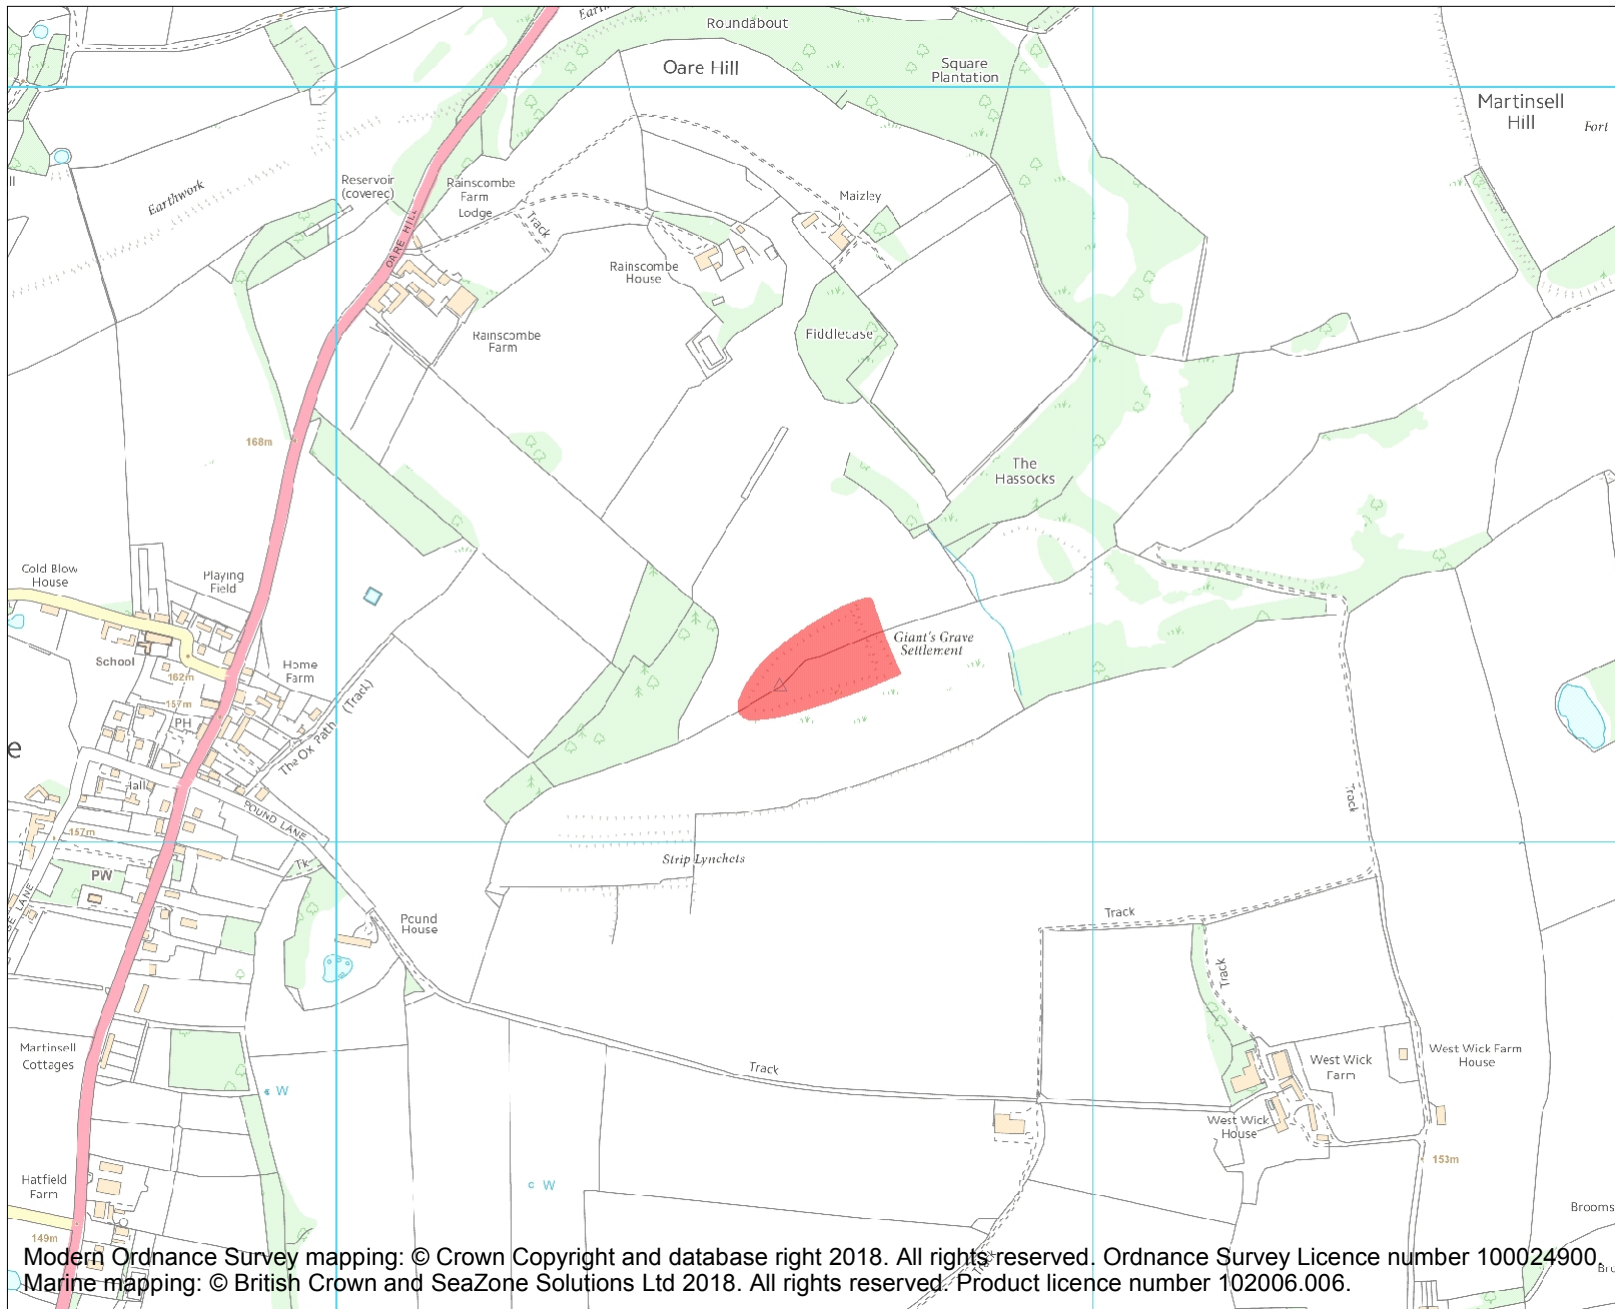 Roundabout
Oare Hill
Square
Plantation
Martinsell
Hill
Fort
Earthwork
Reservoir
(covered)
Rainscombe
Farm
Lodge
Maizley
OARE HILL
Track
Rainscombe
House
Rainscombe
Farm
Fiddlecase
168m
The
Hassocks
Cold Blow
House
Playing
Field
School
162m
Home
Farm
Giant's Grave
Settlement
157m
PH
The Ox Path (Track)
e
Hall
POUND LANE
Track
157m
Strip Lynchets
Tk
PW
LANE
Pound
House
Track
Track
Martinsell
Cottages
West Wick
Farm
West Wick Farm
House
Track
W
West Wick
House
153m
Hatfield
Farm
W
Brooms
149m
Track
Modern Ordnance Survey mapping: © Crown Copyright and database right 2018. All rights reserved. Ordnance Survey Licence number 100024900.
Marine mapping: © British Crown and SeaZone Solutions Ltd 2018. All rights reserved. Product licence number 102006.006.